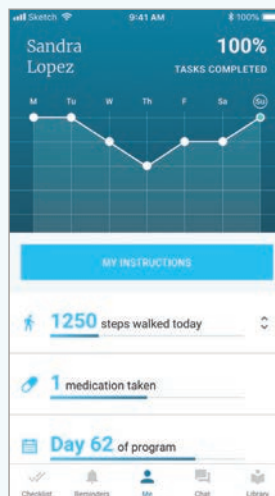 Sketch 9:41 AM 100%
Sandra 100%
Lopez TASKS COMPLETED
M Tu W Th F Sa Su
MY INSTRUCTIONS
1250 steps walked today
1 medication taken
Day 62 of program
Checklist Reminders Me Chat Library